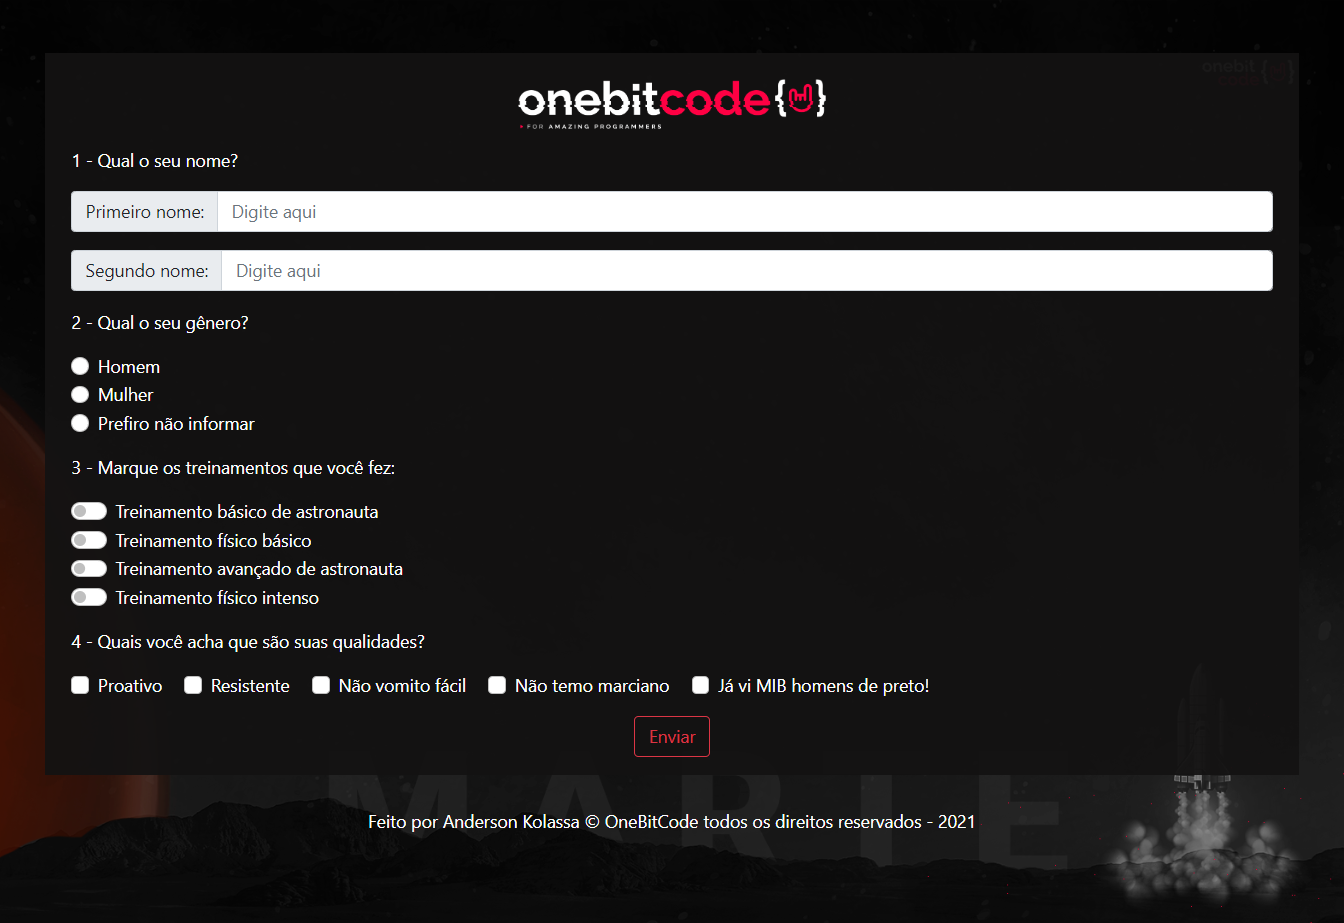 onebit
code
onebitcode{}
FOR AMAZING PROGRAMMERS
1 - Qual o seu nome?
Primeiro nome: Digite aqui
Segundo nome: Digite aqui
2 - Qual o seu gênero?
Homem
Mulher
Prefiro não informar
3 - Marque os treinamentos que você fez:
Treinamento básico de astronauta
Treinamento físico básico
Treinamento avançado de astronauta
Treinamento físico intenso
4 - Quais você acha que são suas qualidades?
Proativo Resistente Não vomito fácil Não temo marciano Já vi MIB homens de preto!
Enviar
MARTE
Feito por Anderson Kolassa © OneBitCode todos os direitos reservados - 2021